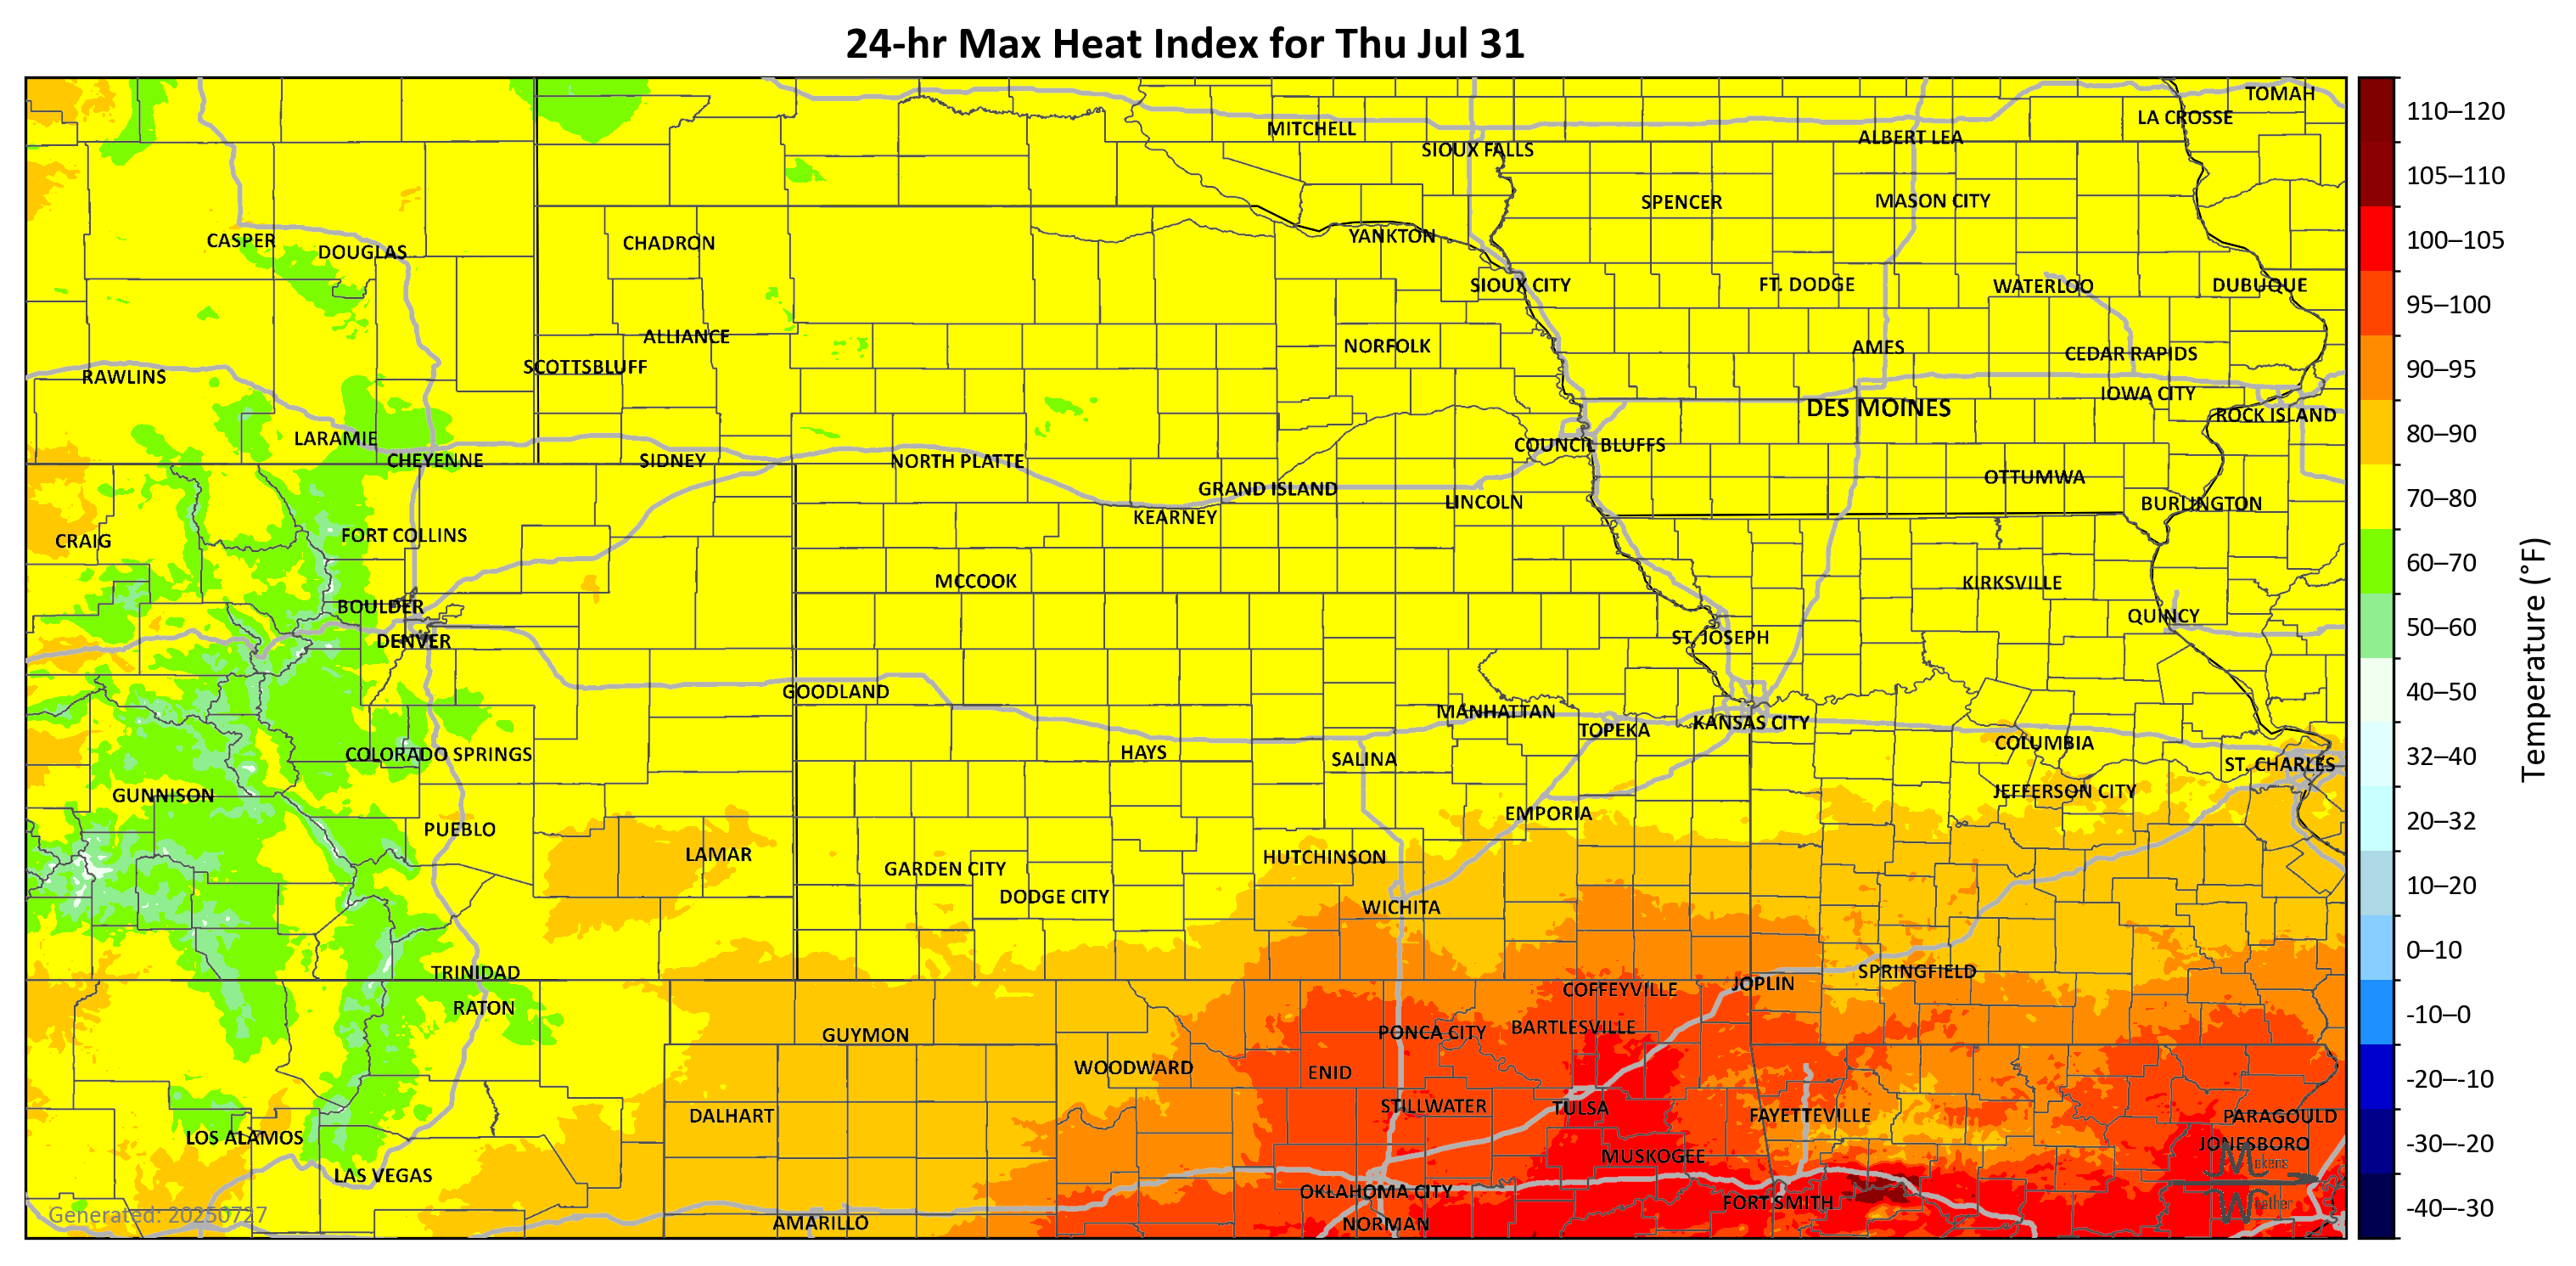 24-hr Max Heat Index for Thu Jul 31
TOMAH
LA CROSSE
MITCHELL
ALBERT LEA
SIOUX FALLS
SPENCER
MASON CITY
YANKTON
CASPER
CHADRON
DOUGLAS
SIOUX CITY
FT. DODGE
WATERLOO
DUBUQUE
ALLIANCE
NORFOLK
AMES
CEDAR RAPIDS
SCOTTSBLUFF
RAWLINS
IOWA CITY
DES MOINES
ROCK ISLAND
LARAMIE
COUNCIL BLUFFS
CHEYENNE
SIDNEY
NORTH PLATTE
OTTUMWA
GRAND ISLAND
LINCOLN
BURLINGTON
KEARNEY
FORT COLLINS
CRAIG
MCCOOK
KIRKSVILLE
BOULDER
QUINCY
DENVER
ST. JOSEPH
GOODLAND
MANHATTAN
KANSAS CITY
TOPEKA
COLUMBIA
COLORADO SPRINGS
HAYS
SALINA
ST. CHARLES
JEFFERSON CITY
GUNNISON
EMPORIA
PUEBLO
LAMAR
HUTCHINSON
GARDEN CITY
DODGE CITY
WICHITA
TRINIDAD
SPRINGFIELD
JOPLIN
COFFEYVILLE
RATON
BARTLESVILLE
PONCA CITY
GUYMON
WOODWARD
ENID
STILLWATER
TULSA
DALHART
FAYETTEVILLE
PARAGOULD
LOS ALAMOS
JONESBORO
MUSKOGEE
Makens
LAS VEGAS
OKLAHOMA CITY
FORT SMITH
Weather
Generated: 20250727
AMARILLO
NORMAN
110–120
105–110
100–105
95–100
90–95
80–90
70–80
60–70
50–60
40–50
32–40
20–32
10–20
0–10
-10–0
-20–-10
-30–-20
-40–-30
Temperature (°F)